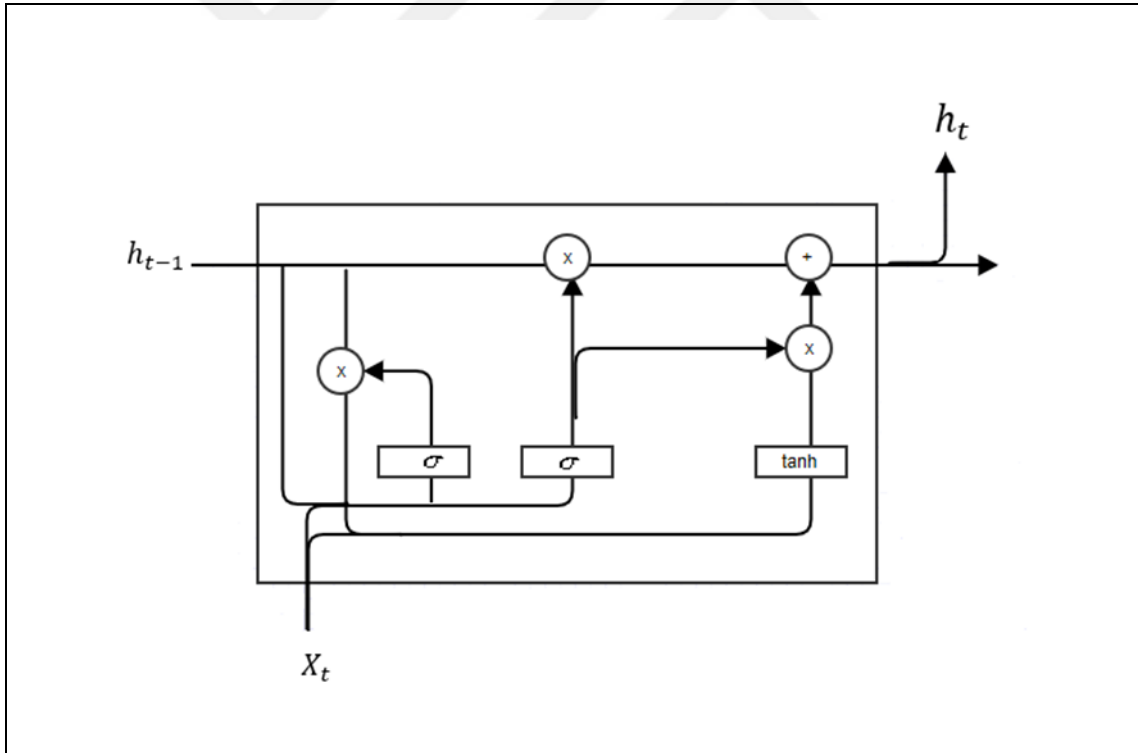 h_t
h_{t-1}
x
+
x
x
σ
σ
tanh
X_t